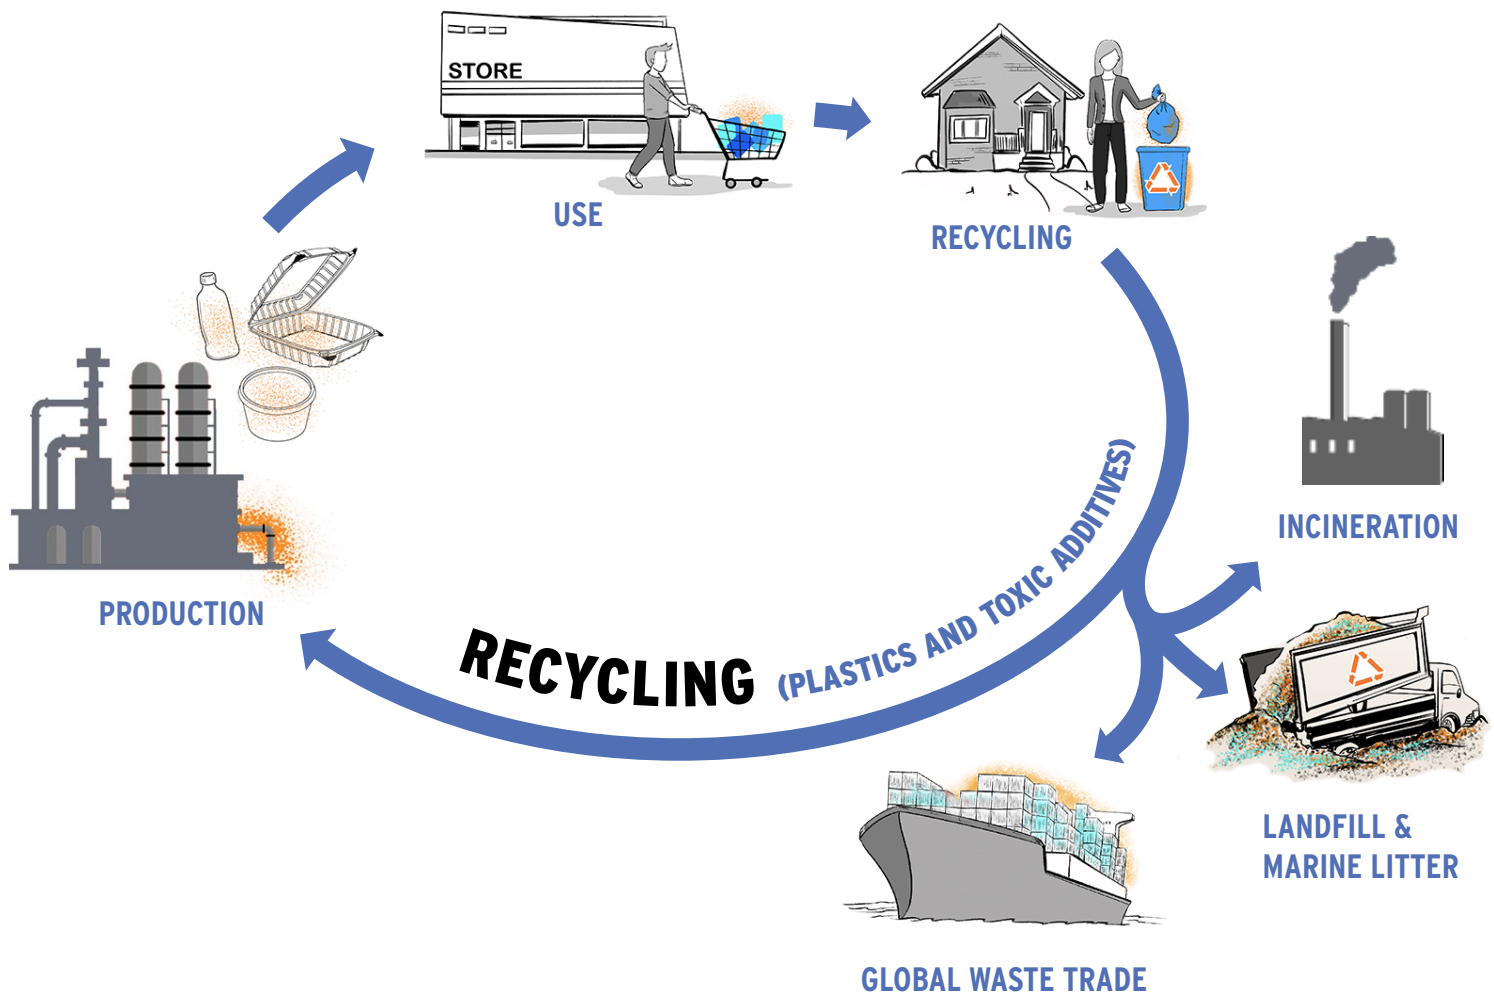 STORE
USE
RECYCLING
INCINERATION
PRODUCTION
RECYCLING (PLASTICS AND TOXIC ADDITIVES)
LANDFILL &
MARINE LITTER
GLOBAL WASTE TRADE